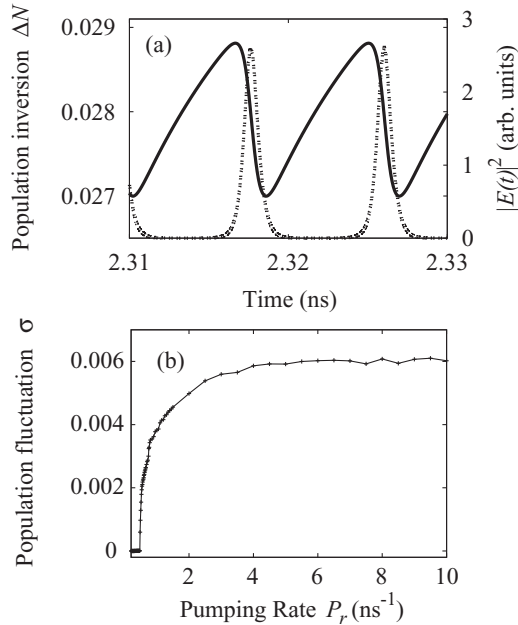 (a)
Population inversion ΔN
0.029
0.028
0.027
3
2
1
0
|E(t)|² (arb. units)
2.31
2.32
2.33
Time (ns)
(b)
Population fluctuation σ
0.006
0.004
0.002
0
2
4
6
8
10
Pumping Rate Pᵣ (ns⁻¹)